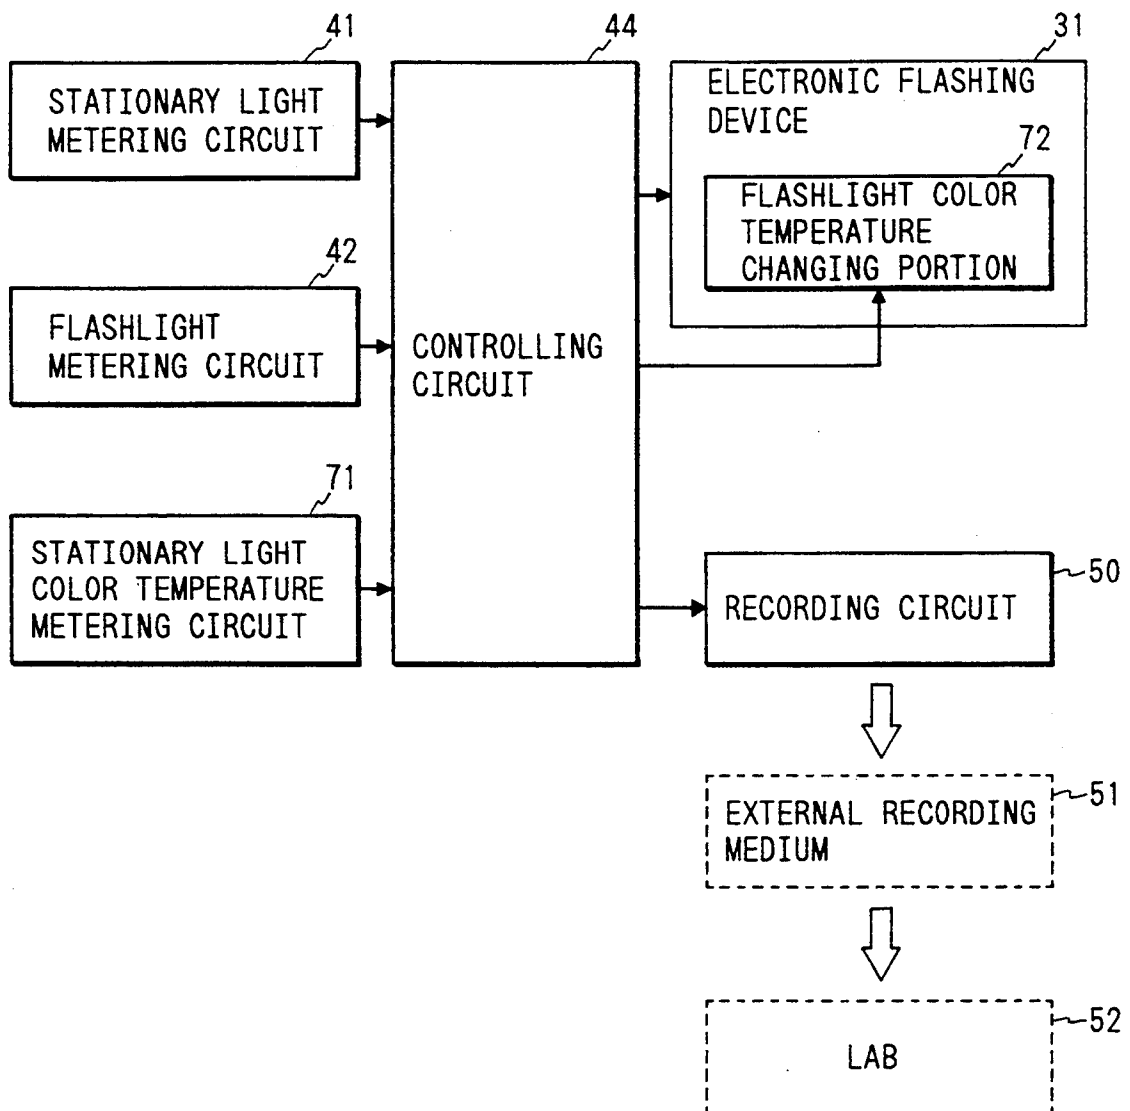 41
STATIONARY LIGHT
METERING CIRCUIT
42
FLASHLIGHT
METERING CIRCUIT
71
STATIONARY LIGHT
COLOR TEMPERATURE
METERING CIRCUIT
44
CONTROLLING
CIRCUIT
31
ELECTRONIC FLASHING
DEVICE
72
FLASHLIGHT COLOR
TEMPERATURE
CHANGING PORTION
50
RECORDING CIRCUIT
51
EXTERNAL RECORDING
MEDIUM
52
LAB